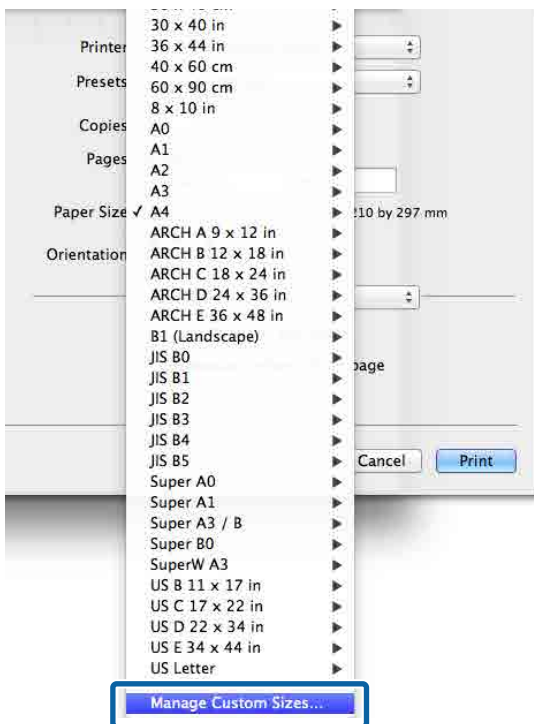 30 x 40 in
Printer 36 x 44 in
40 x 60 cm
Presets 60 x 90 cm
8 x 10 in
Copies A0
A1
Pages A2
A3
Paper Size ✓ A4 210 by 297 mm
ARCH A 9 x 12 in
Orientation ARCH B 12 x 18 in
ARCH C 18 x 24 in
ARCH D 24 x 36 in
ARCH E 36 x 48 in
B1 (Landscape)
JIS B0 page
JIS B1
JIS B2
JIS B3
JIS B4
JIS B5 Cancel Print
Super A0
Super A1
Super A3 / B
Super B0
SuperW A3
US B 11 x 17 in
US C 17 x 22 in
US D 22 x 34 in
US E 34 x 44 in
US Letter
Manage Custom Sizes...